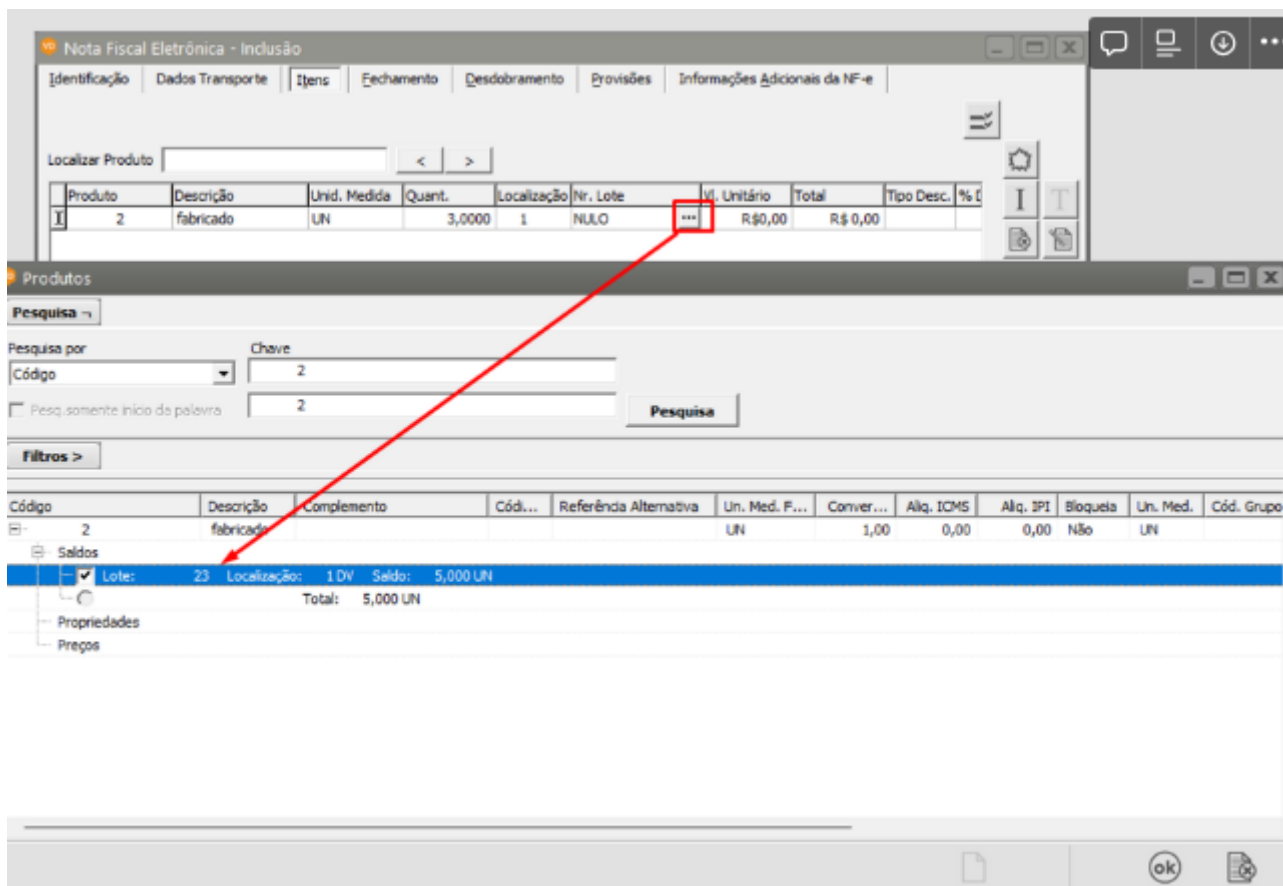 Nota Fiscal Eletrônica - Inclusão
Identificação Dados Transporte Itens Fechamento Desdobramento Provisões Informações Adicionais da NF-e
Localizar Produto < >
Produto Descrição Unid. Medida Quant. Localização Nr. Lote Vl. Unitário Total Tipo Desc. % D
2 fabricado UN 3,0000 1 NULO ... R$0,00 R$ 0,00
Produtos
Pesquisa ¬
Pesquisa por Chave
Código 2
Pesq.somente início da palavra 2 Pesquisa
Filtros >
Código Descrição Complemento Códi... Referência Alternativa Un. Med. F... Conver... Aliq. ICMS Aliq. IPI Bloqueia Un. Med. Cód. Grupo
2 fabricado UN 1,00 0,00 0,00 Não UN
Saldos
Lote: 23 Localização: 1 DV Saldo: 5,000 UN
Total: 5,000 UN
Propriedades
Preços
ok